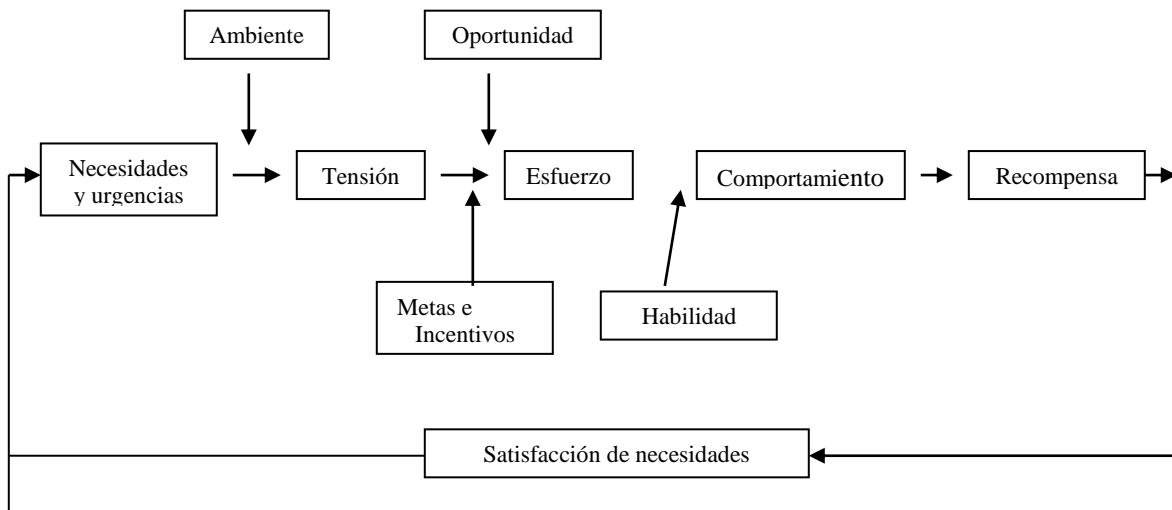 Ambiente
Oportunidad
Necesidades
y urgencias
Tensión
Esfuerzo
Comportamiento
Recompensa
Metas e
Incentivos
Habilidad
Satisfacción de necesidades